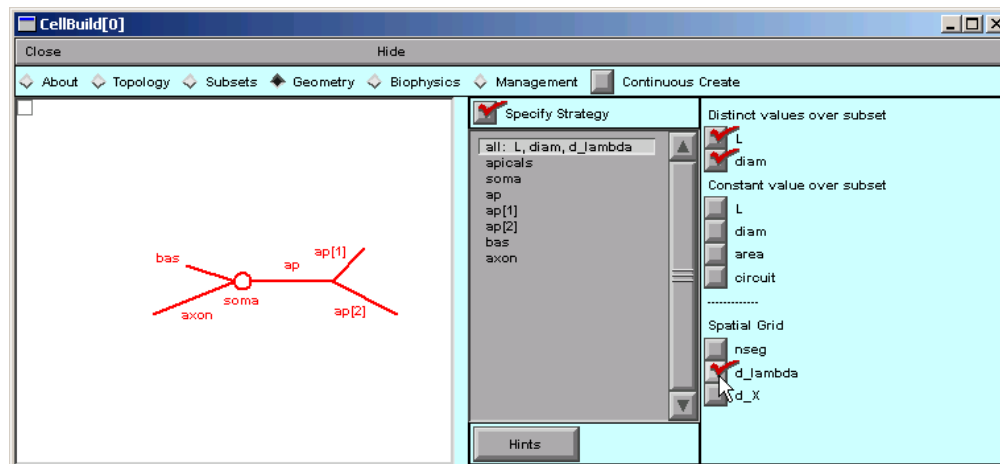 CellBuild[0]
Close Hide
About Topology Subsets Geometry Biophysics Management Continuous Create
bas
ap
ap[1]
soma
axon
ap[2]
Specify Strategy
all: L, diam, d_lambda
apicals
soma
ap
ap[1]
ap[2]
bas
axon
Hints
Distinct values over subset
L
diam
Constant value over subset
L
diam
area
circuit
-------------
Spatial Grid
nseg
d_lambda
d_X